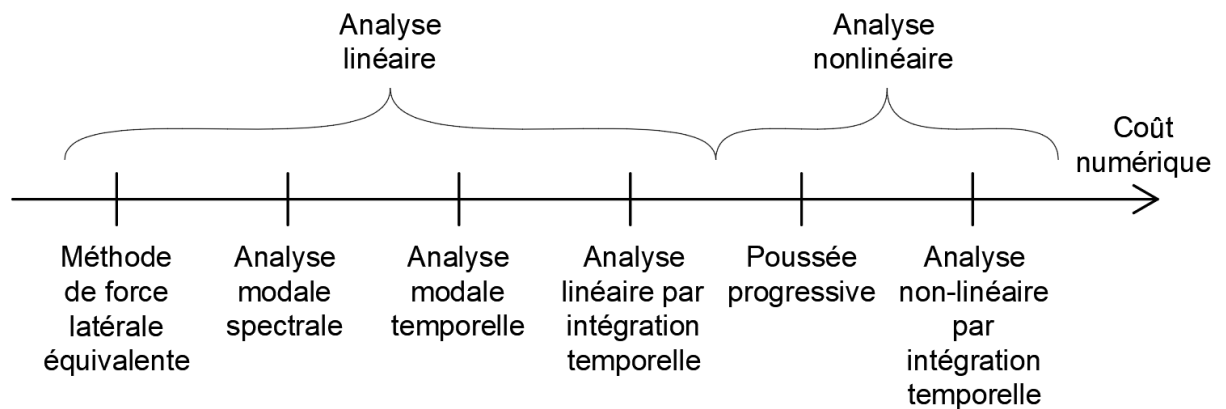 Analyse
linéaire
Analyse
nonlinéaire
Coût
numérique
Méthode
de force
latérale
équivalente
Analyse
modale
spectrale
Analyse
modale
temporelle
Analyse
linéaire par
intégration
temporelle
Poussée
progressive
Analyse
non-linéaire
par
intégration
temporelle